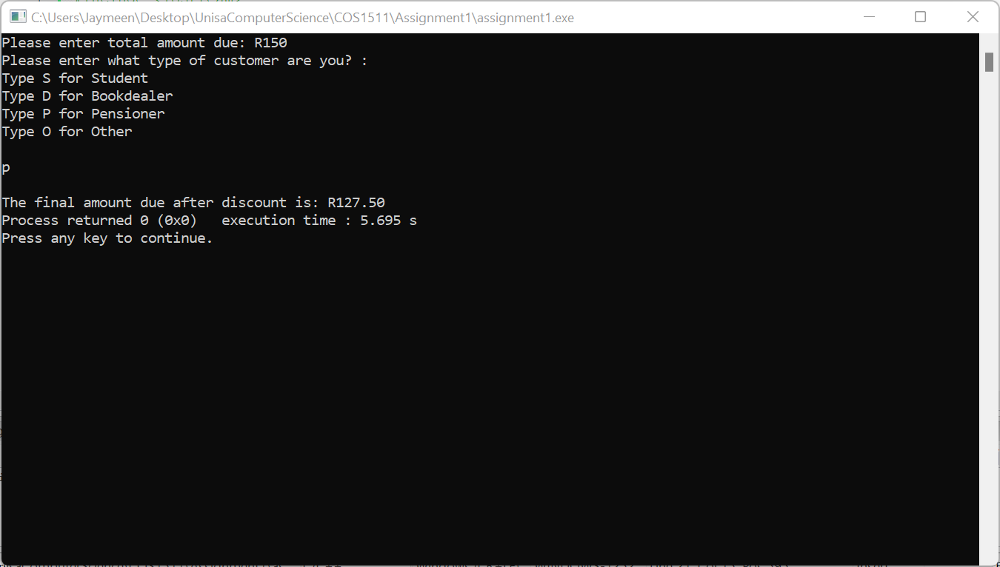 C:\Users\Jaymeen\Desktop\UnisaComputerScience\COS1511\Assignment1\assignment1.exe
Please enter total amount due: R150
Please enter what type of customer are you? :
Type S for Student
Type D for Bookdealer
Type P for Pensioner
Type O for Other
p
The final amount due after discount is: R127.50
Process returned 0 (0x0)   execution time : 5.695 s
Press any key to continue.